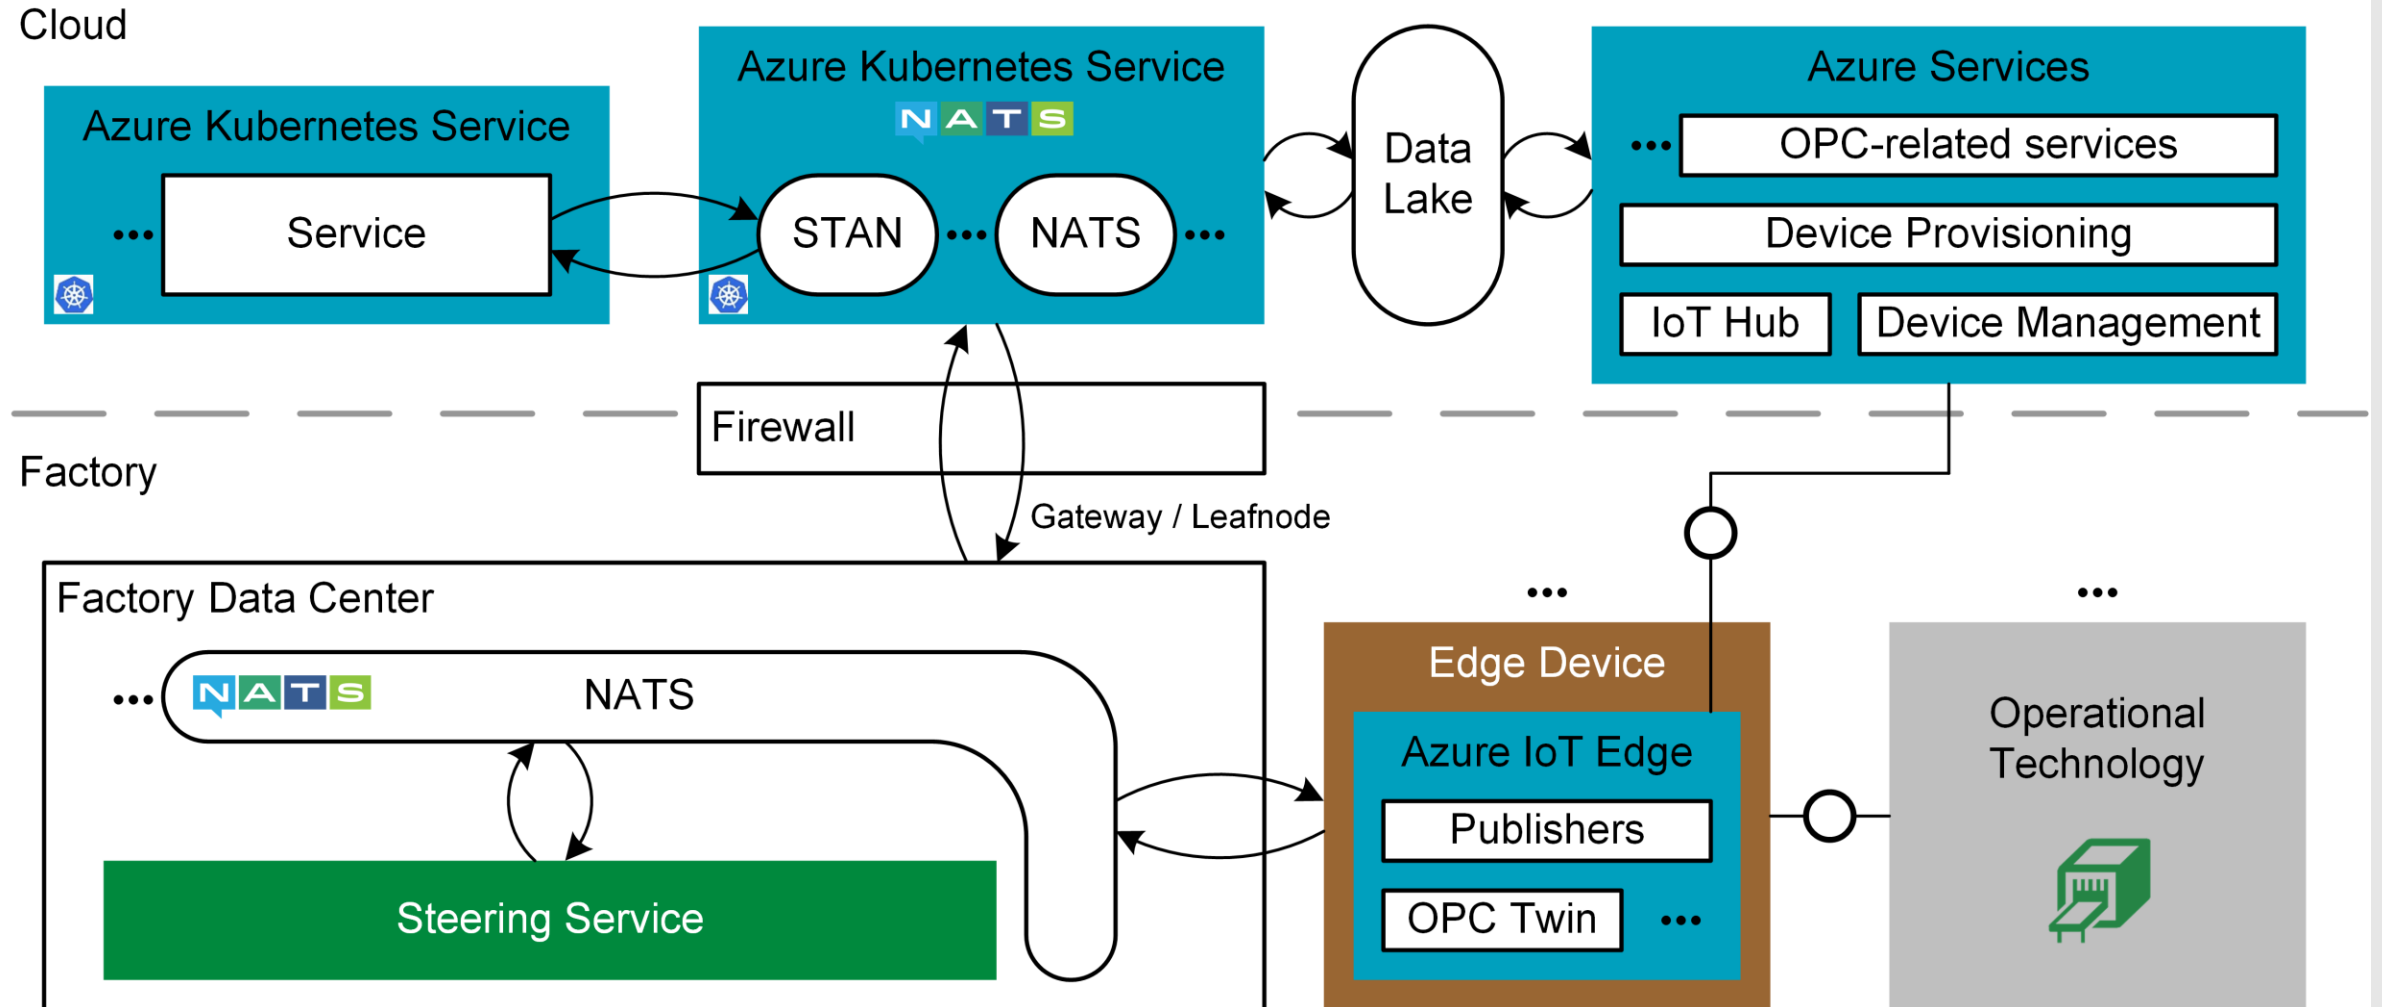 Cloud
Azure Kubernetes Service
... Service
Azure Kubernetes Service
NATS
STAN ... NATS ...
Data
Lake
Azure Services
... OPC-related services
Device Provisioning
IoT Hub
Device Management
Firewall
Factory
Gateway / Leafnode
Factory Data Center
... NATS NATS
Steering Service
...
Edge Device
Azure IoT Edge
Publishers
OPC Twin ...
...
Operational
Technology